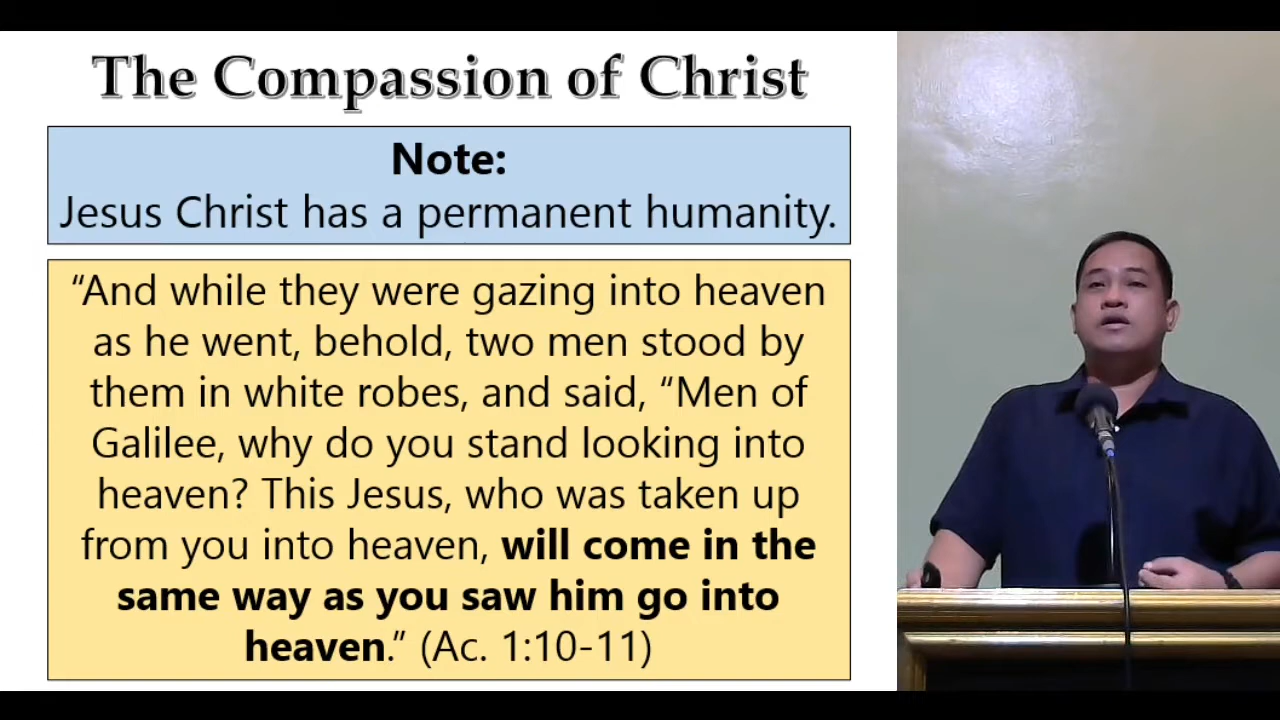 The Compassion of Christ
Note:
Jesus Christ has a permanent humanity.
“And while they were gazing into heaven
as he went, behold, two men stood by
them in white robes, and said, “Men of
Galilee, why do you stand looking into
heaven? This Jesus, who was taken up
from you into heaven, will come in the
same way as you saw him go into
heaven.” (Ac. 1:10-11)